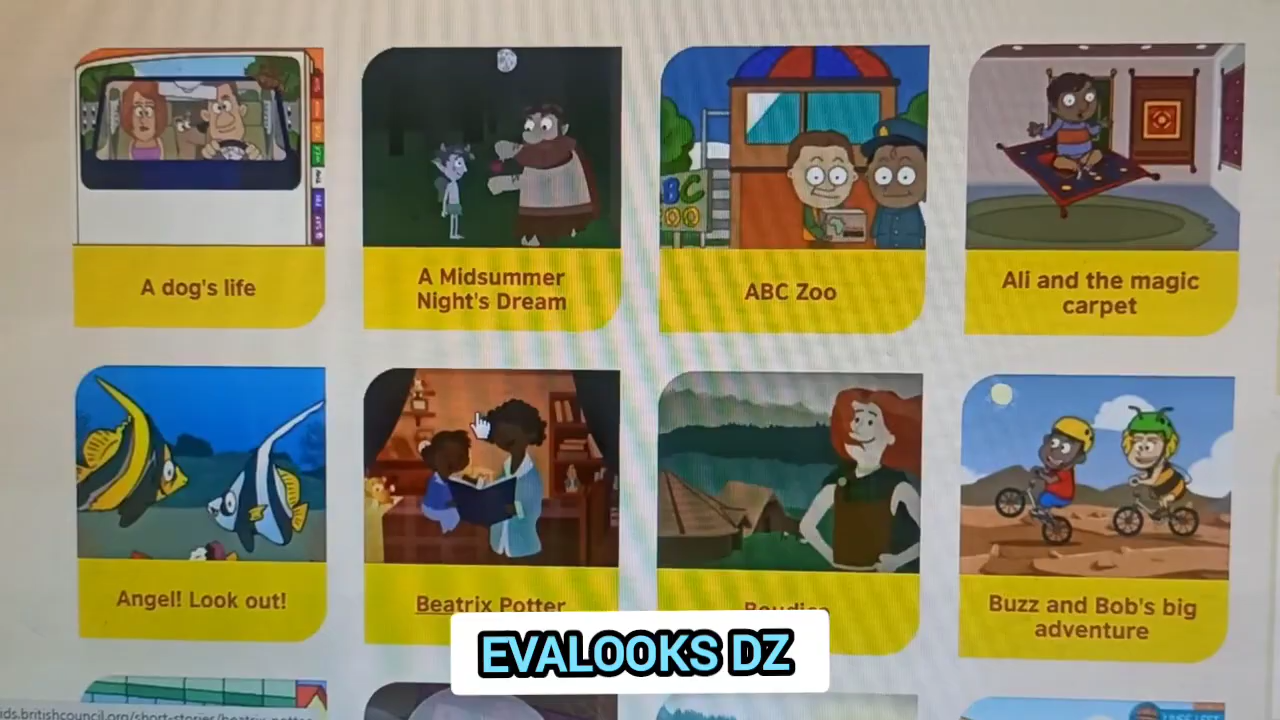 A dog's life
A Midsummer
Night's Dream
ABC Zoo
Ali and the magic
carpet
Angel! Look out!
Beatrix Potter
Boudica
Buzz and Bob's big
adventure
EVALOOKS DZ